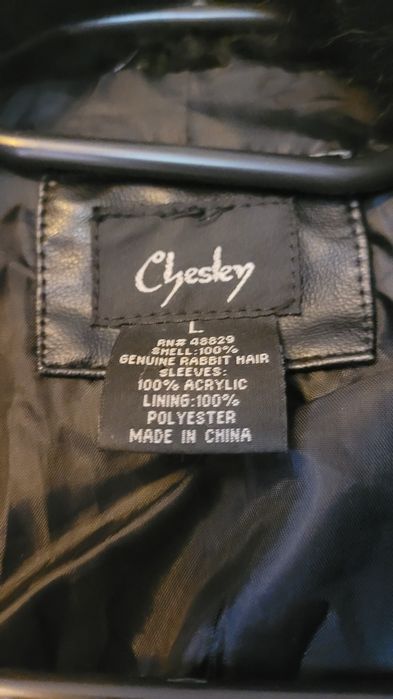 Chesley
L
RN# 48829
SHELL:100%
GENUINE RABBIT HAIR
SLEEVES:
100% ACRYLIC
LINING:100%
POLYESTER
MADE IN CHINA